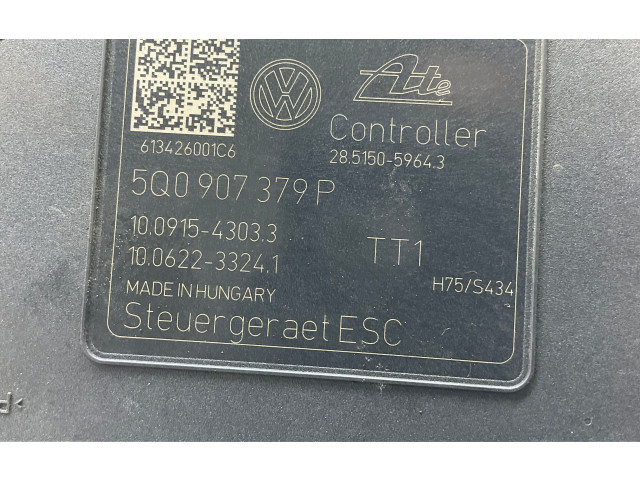 Ate
Controller
613426001C6
28.5150-5964.3
5Q0 907 379 P
10.0915-4303.3
TT1
10.0622-3324.1
H75/S434
MADE IN HUNGARY
Steuergeraet ESC